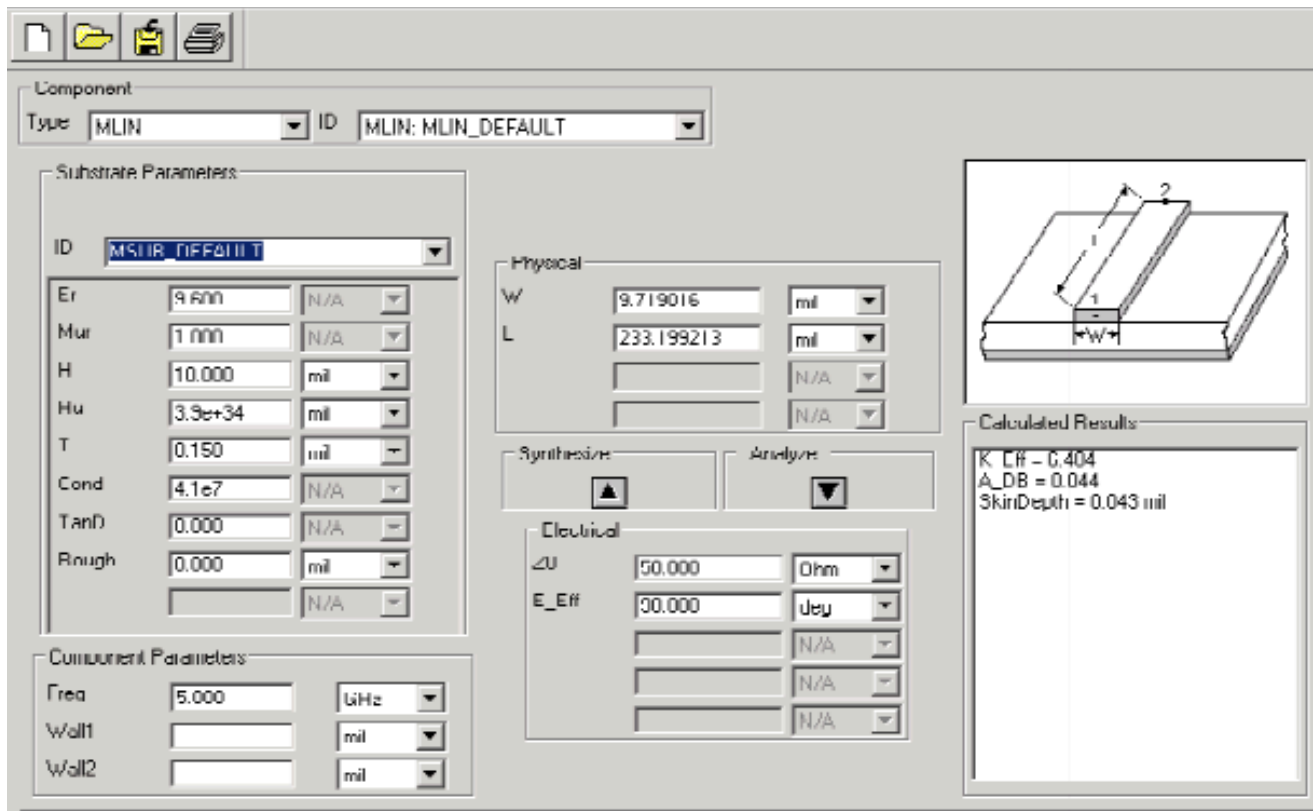 Component
Type MLIN ID MLIN: MLIN_DEFAULT
Substrate Parameters
ID MSUB_DEFAULT
Er 9.600 N/A
Mur 1.000 N/A
H 10.000 mil
Hu 3.9e+34 mil
T 0.150 mil
Cond 4.1e7 N/A
TanD 0.000 N/A
Rough 0.000 mil
N/A
Component Parameters
Freq 5.000 GHz
Wall1 mil
Wall2 mil
Physical
W 9.719016 mil
L 233.199213 mil
N/A
N/A
Synthesize Analyze
Electrical
Z0 50.000 Ohm
E_Eff deg
N/A
N/A
N/A
2
L
1
W
Calculated Results
K_Eff =
A_DB = 0.044
SkinDepth = 0.043 mil